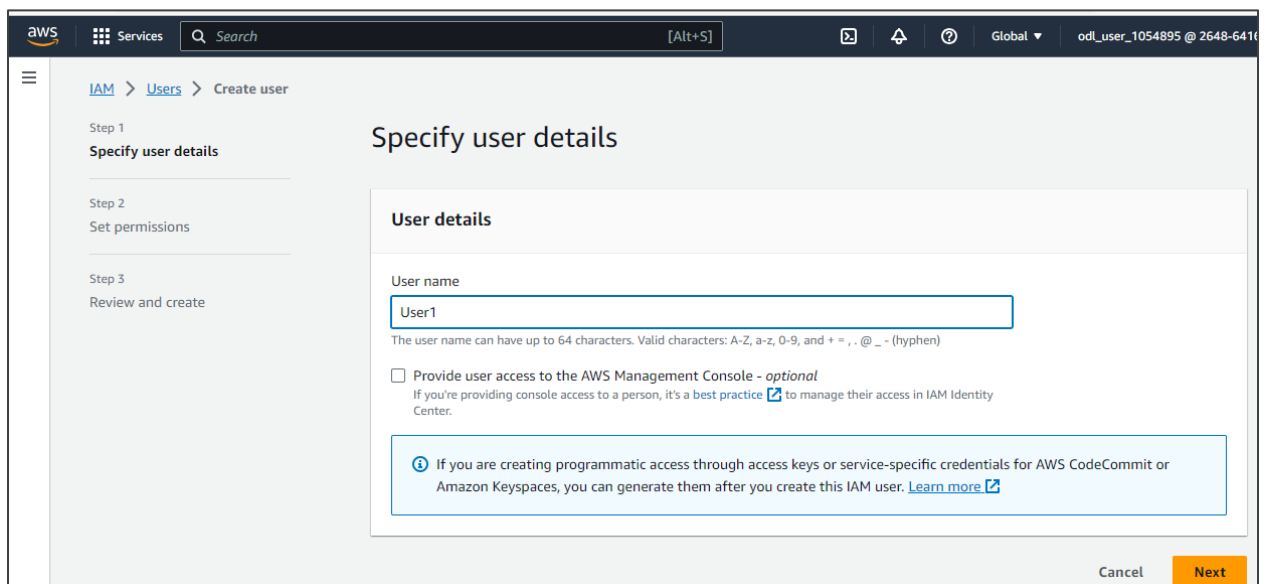 aws Services Search [Alt+S] Global odl_user_1054895 @ 2648-6416
IAM > Users > Create user
Step 1
Specify user details
Step 2
Set permissions
Step 3
Review and create
Specify user details
User details
User name
User1
The user name can have up to 64 characters. Valid characters: A-Z, a-z, 0-9, and + = , . @ _ - (hyphen)
Provide user access to the AWS Management Console - optional
If you're providing console access to a person, it's a best practice to manage their access in IAM Identity
Center.
If you are creating programmatic access through access keys or service-specific credentials for AWS CodeCommit or
Amazon Keyspaces, you can generate them after you create this IAM user. Learn more
Cancel Next